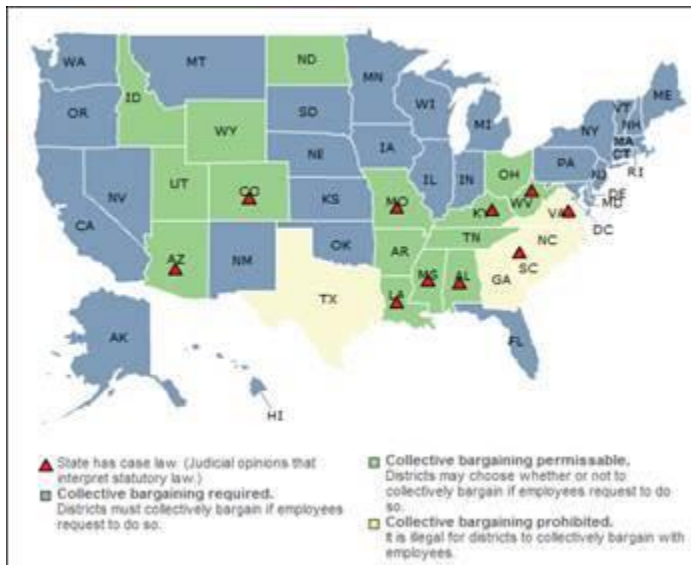 WA
MT
ND
MN
OR
ID
SD
WI
MI
VT
NH
ME
WY
NY
MA
CT
RI
NE
IA
PA
NJ
NV
UT
CO
KS
IL
IN
OH
DE
MD
DC
CA
MO
KY
WV
VA
AZ
NM
OK
AR
TN
NC
SC
TX
LA
MS
AL
GA
FL
AK
HI
State has case law. (Judicial opinions that
interpret statutory law.)
Collective bargaining required.
Districts must collectively bargain if employees
request to do so.
Collective bargaining permissable.
Districts may choose whether or not to
collectively bargain if employees request to do
so.
Collective bargaining prohibited.
It is illegal for districts to collectively bargain with
employees.